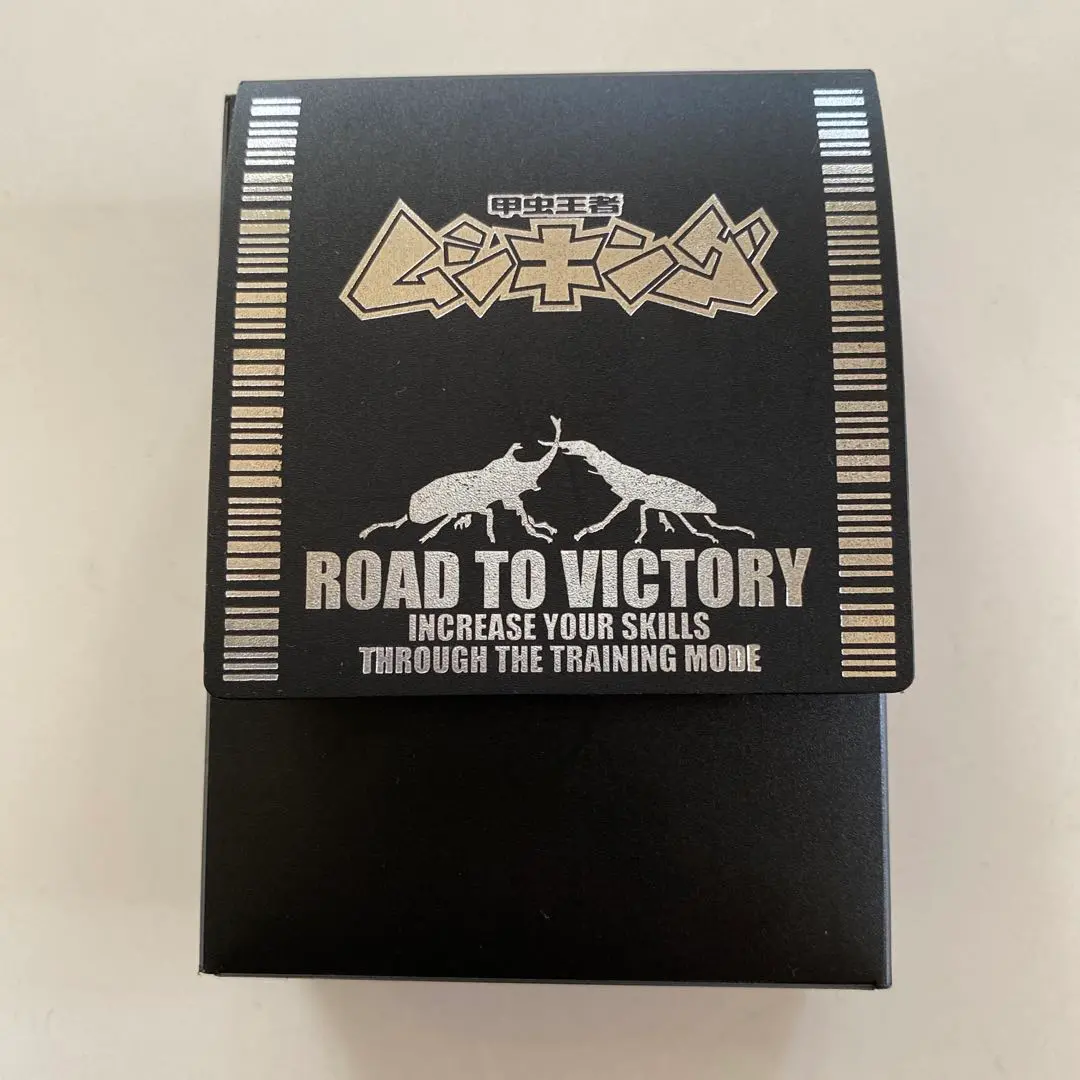 甲虫王者
ムシキング
ROAD TO VICTORY
INCREASE YOUR SKILLS
THROUGH THE TRAINING MODE